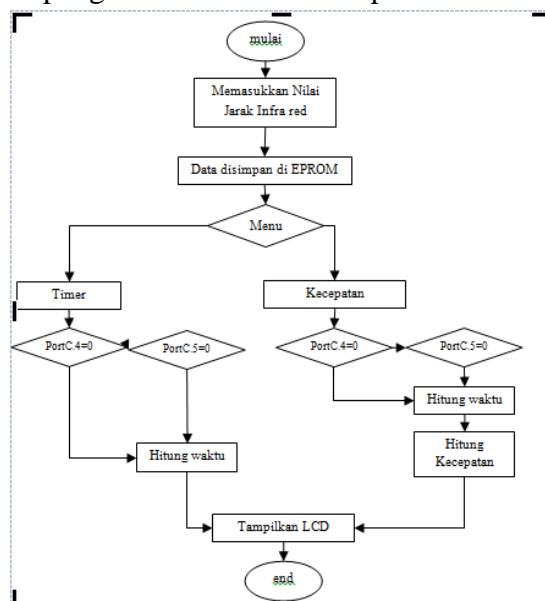 mulai
Memasukkan Nilai
Jarak Infra red
Data disimpan di EPROM
Menu
Timer
Kecepatan
PortC.4=0
PortC.5=0
PortC.4=0
PortC.5=0
Hitung waktu
Hitung waktu
Hitung
Kecepatan
Tampilkan LCD
end